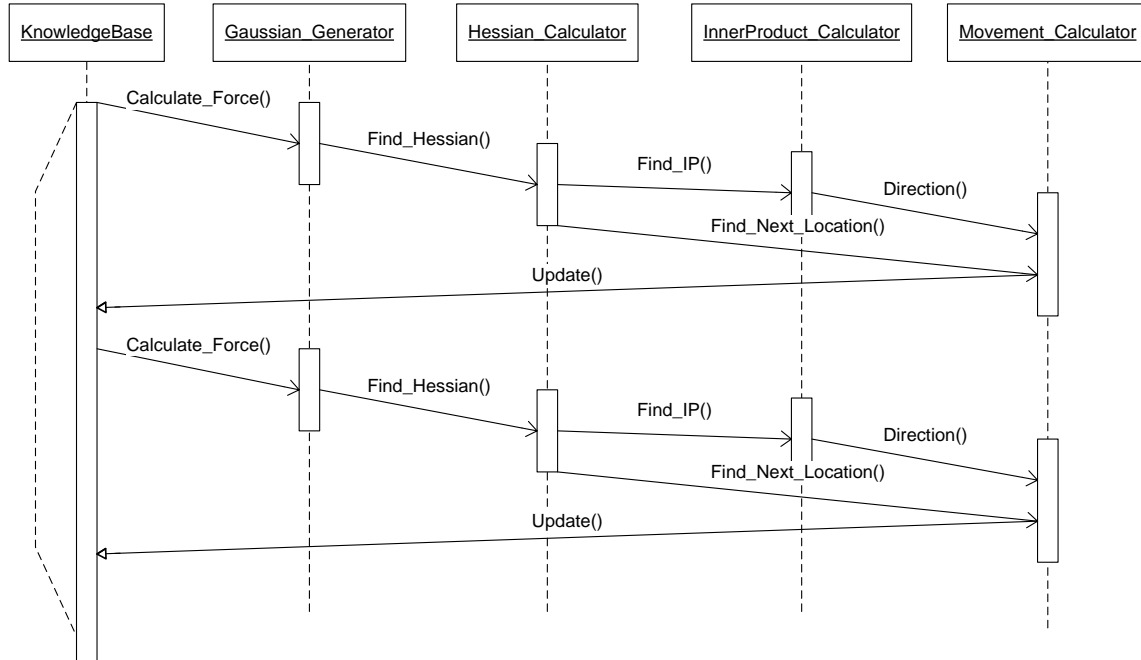 KnowledgeBase
Gaussian_Generator
Hessian_Calculator
InnerProduct_Calculator
Movement_Calculator
Calculate_Force()
Find_Hessian()
Find_IP()
Direction()
Find_Next_Location()
Update()
Calculate_Force()
Find_Hessian()
Find_IP()
Direction()
Find_Next_Location()
Update()